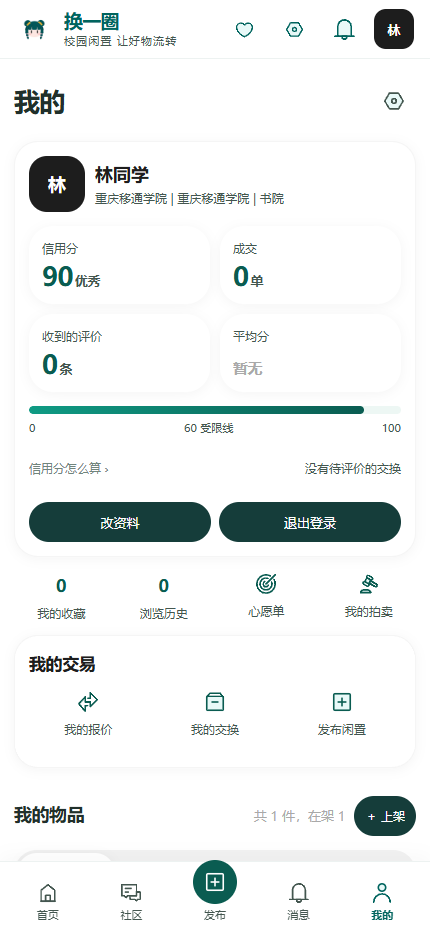 换一圈
校园闲置 让好物流转
林
我的
林
林同学
重庆移通学院 | 重庆移通学院 | 书院
信用分
90优秀
成交
0单
收到的评价
0条
平均分
暂无
0
60 受限线
100
信用分怎么算 ›
没有待评价的交换
改资料
退出登录
0
我的收藏
0
浏览历史
心愿单
我的拍卖
我的交易
我的报价
我的交换
发布闲置
我的物品
共 1 件，在架 1
+ 上架
首页
社区
发布
消息
我的